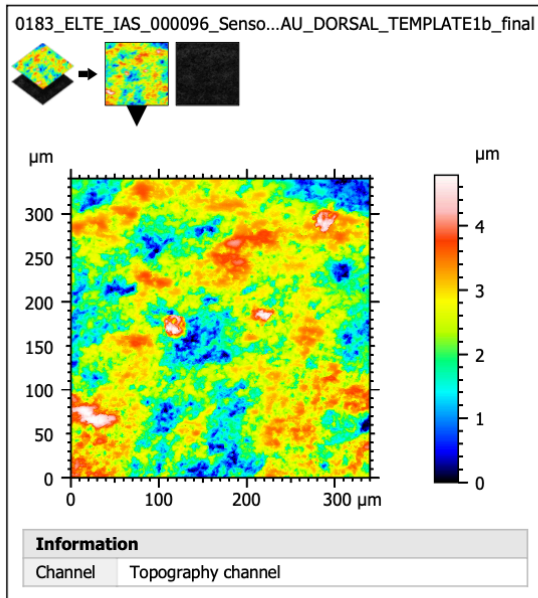 0183_ELTE_IAS_000096_Senso...AU_DORSAL_TEMPLATE1b_final
µm
µm
300
250
200
150
100
50
0
0 100 200 300 µm
4
3
2
1
0
Information
Channel Topography channel